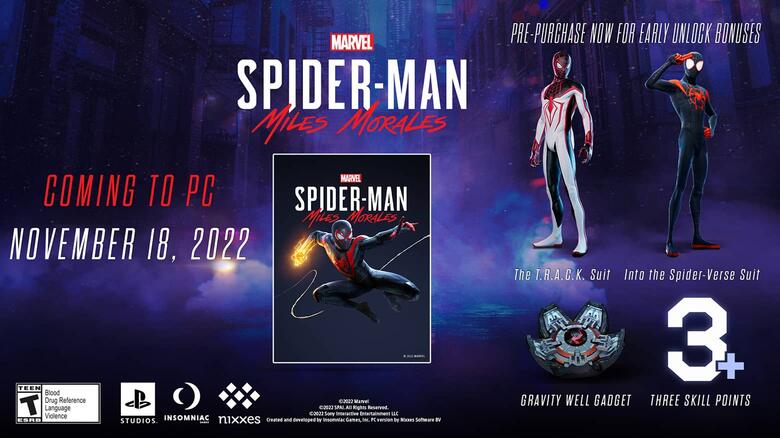 PRE-PURCHASE NOW FOR EARLY UNLOCK BONUSES
MARVEL
SPIDER-MAN
MILES MORALES
COMING TO PC
NOVEMBER 18, 2022
MARVEL
SPIDER-MAN
MILES MORALES
© 2022 MARVEL
The T.R.A.C.K. Suit
Into the Spider-Verse Suit
3+
GRAVITY WELL GADGET
THREE SKILL POINTS
TEEN
T
ESRB
Blood
Drug Reference
Language
Violence
STUDIOS.
INSOMNIAC
GAMES
nixxes
©2022 Marvel
©2022 SPAI. All Rights Reserved.
©2022 Sony Interactive Entertainment LLC
Created and developed by Insomniac Games, Inc. PC version by Nixxes Software BV